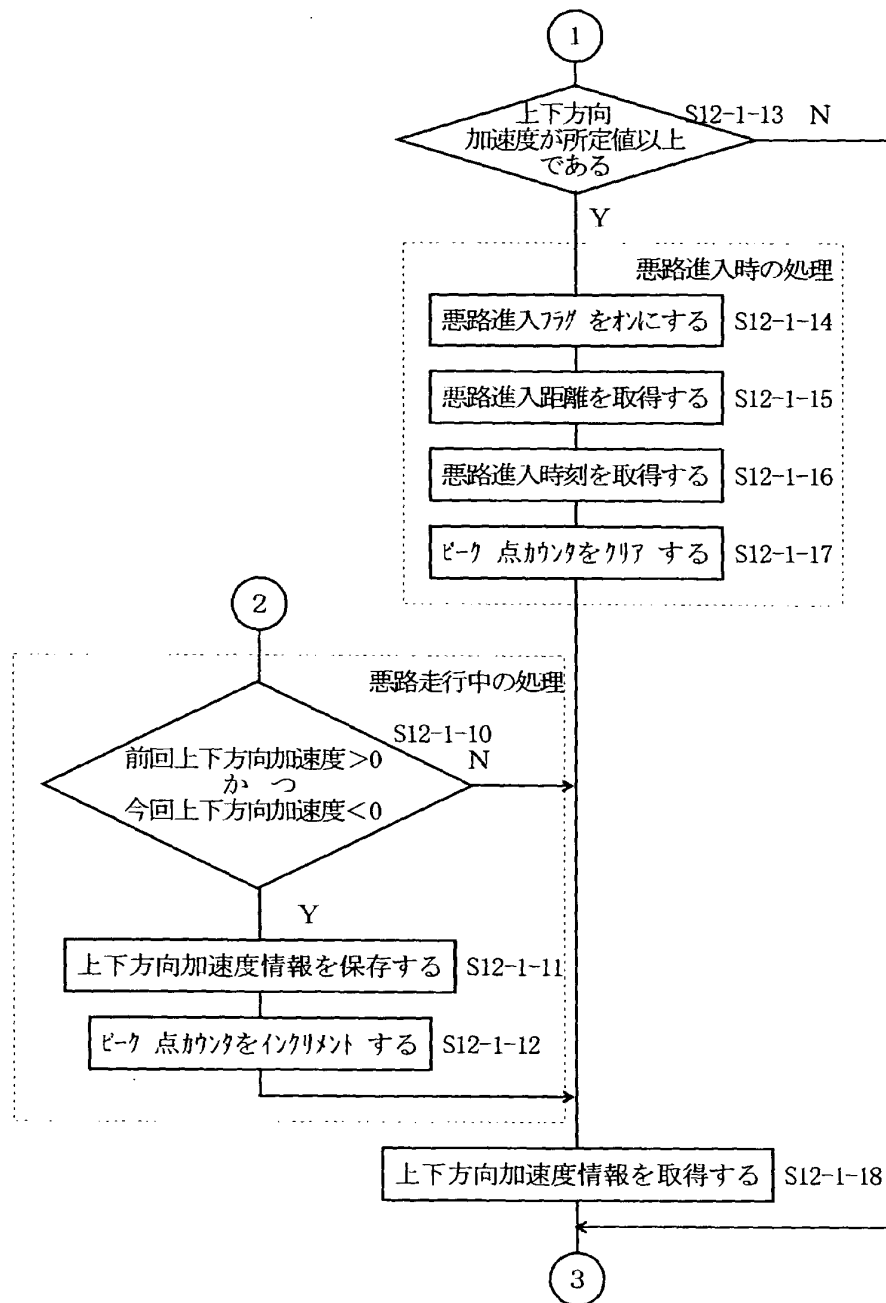 1
上下方向
加速度が所定値以上
である
S12-1-13 N
Y
悪路進入時の処理
悪路進入フラグ をオンにする S12-1-14
悪路進入距離を取得する S12-1-15
悪路進入時刻を取得する S12-1-16
ピーク 点カウンタをクリア する S12-1-17
2
悪路走行中の処理
S12-1-10
前回上下方向加速度>0
か つ
今回上下方向加速度<0
N
Y
上下方向加速度情報を保存する S12-1-11
ピーク 点カウンタをインクリメント する S12-1-12
上下方向加速度情報を取得する S12-1-18
3